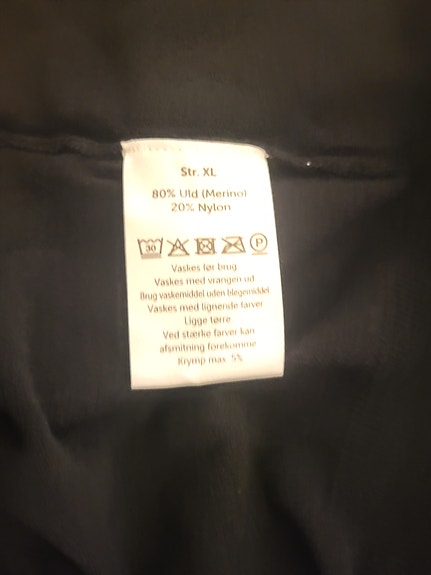 Str. XL
80% Uld (Merino)
20% Nylon
30 P
Vaskes før brug
Vaskes med vrangen ud
Brug vaskemiddel uden blegemiddel
Vaskes med lignende farver
Ligge tørre
Ved stærke farver kan
afsmitning forekomme
Krymp max. 5%